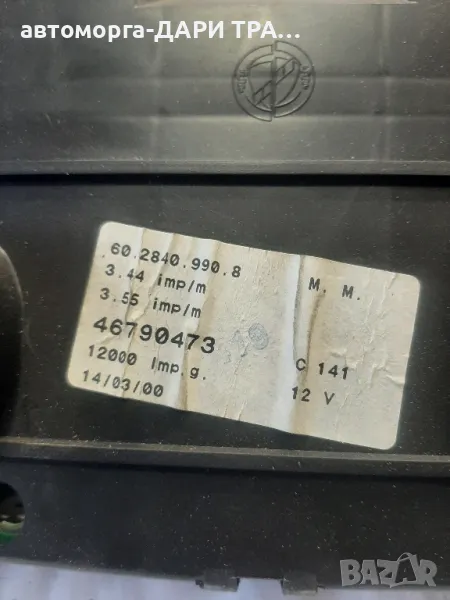 автоморга-ДАРИ ТРА...
60.2840.990.8
3.44 imp/m M. M.
3.55 imp/m
46790473
12000 Imp.g. C 141
14/03/00 12 V
BAZAR